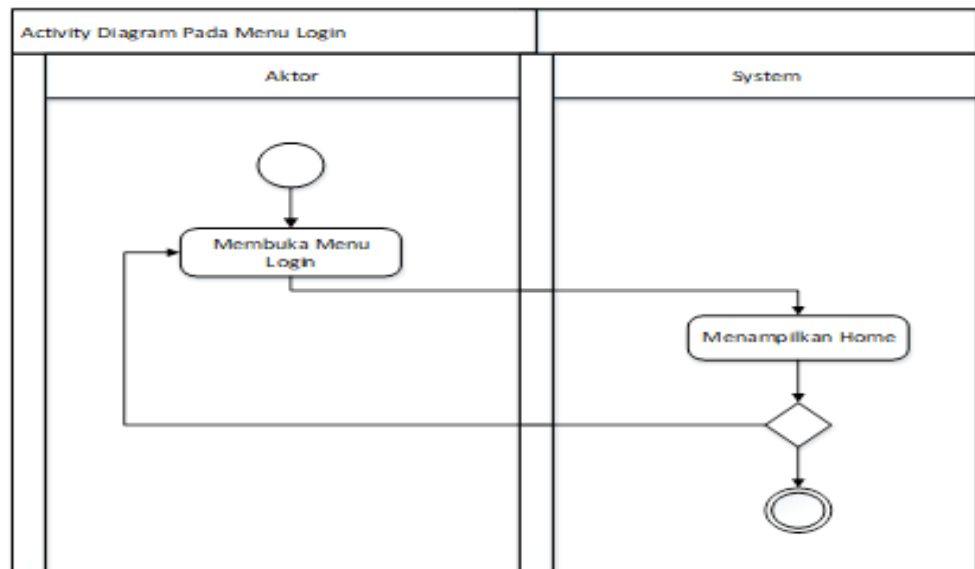 Activity Diagram Pada Menu Login
Aktor
System
Membuka Menu
Login
Menampilkan Home